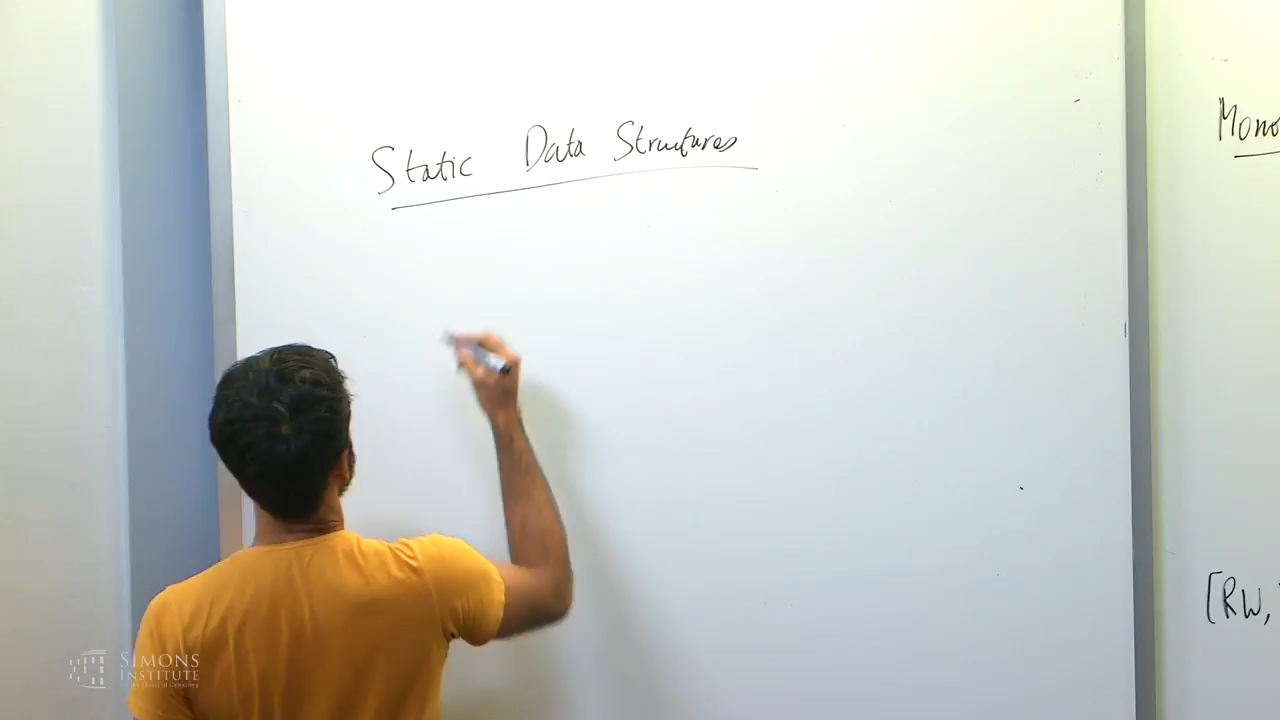 Static Data Structures
Mono
[RW,
SIMONS
INSTITUTE